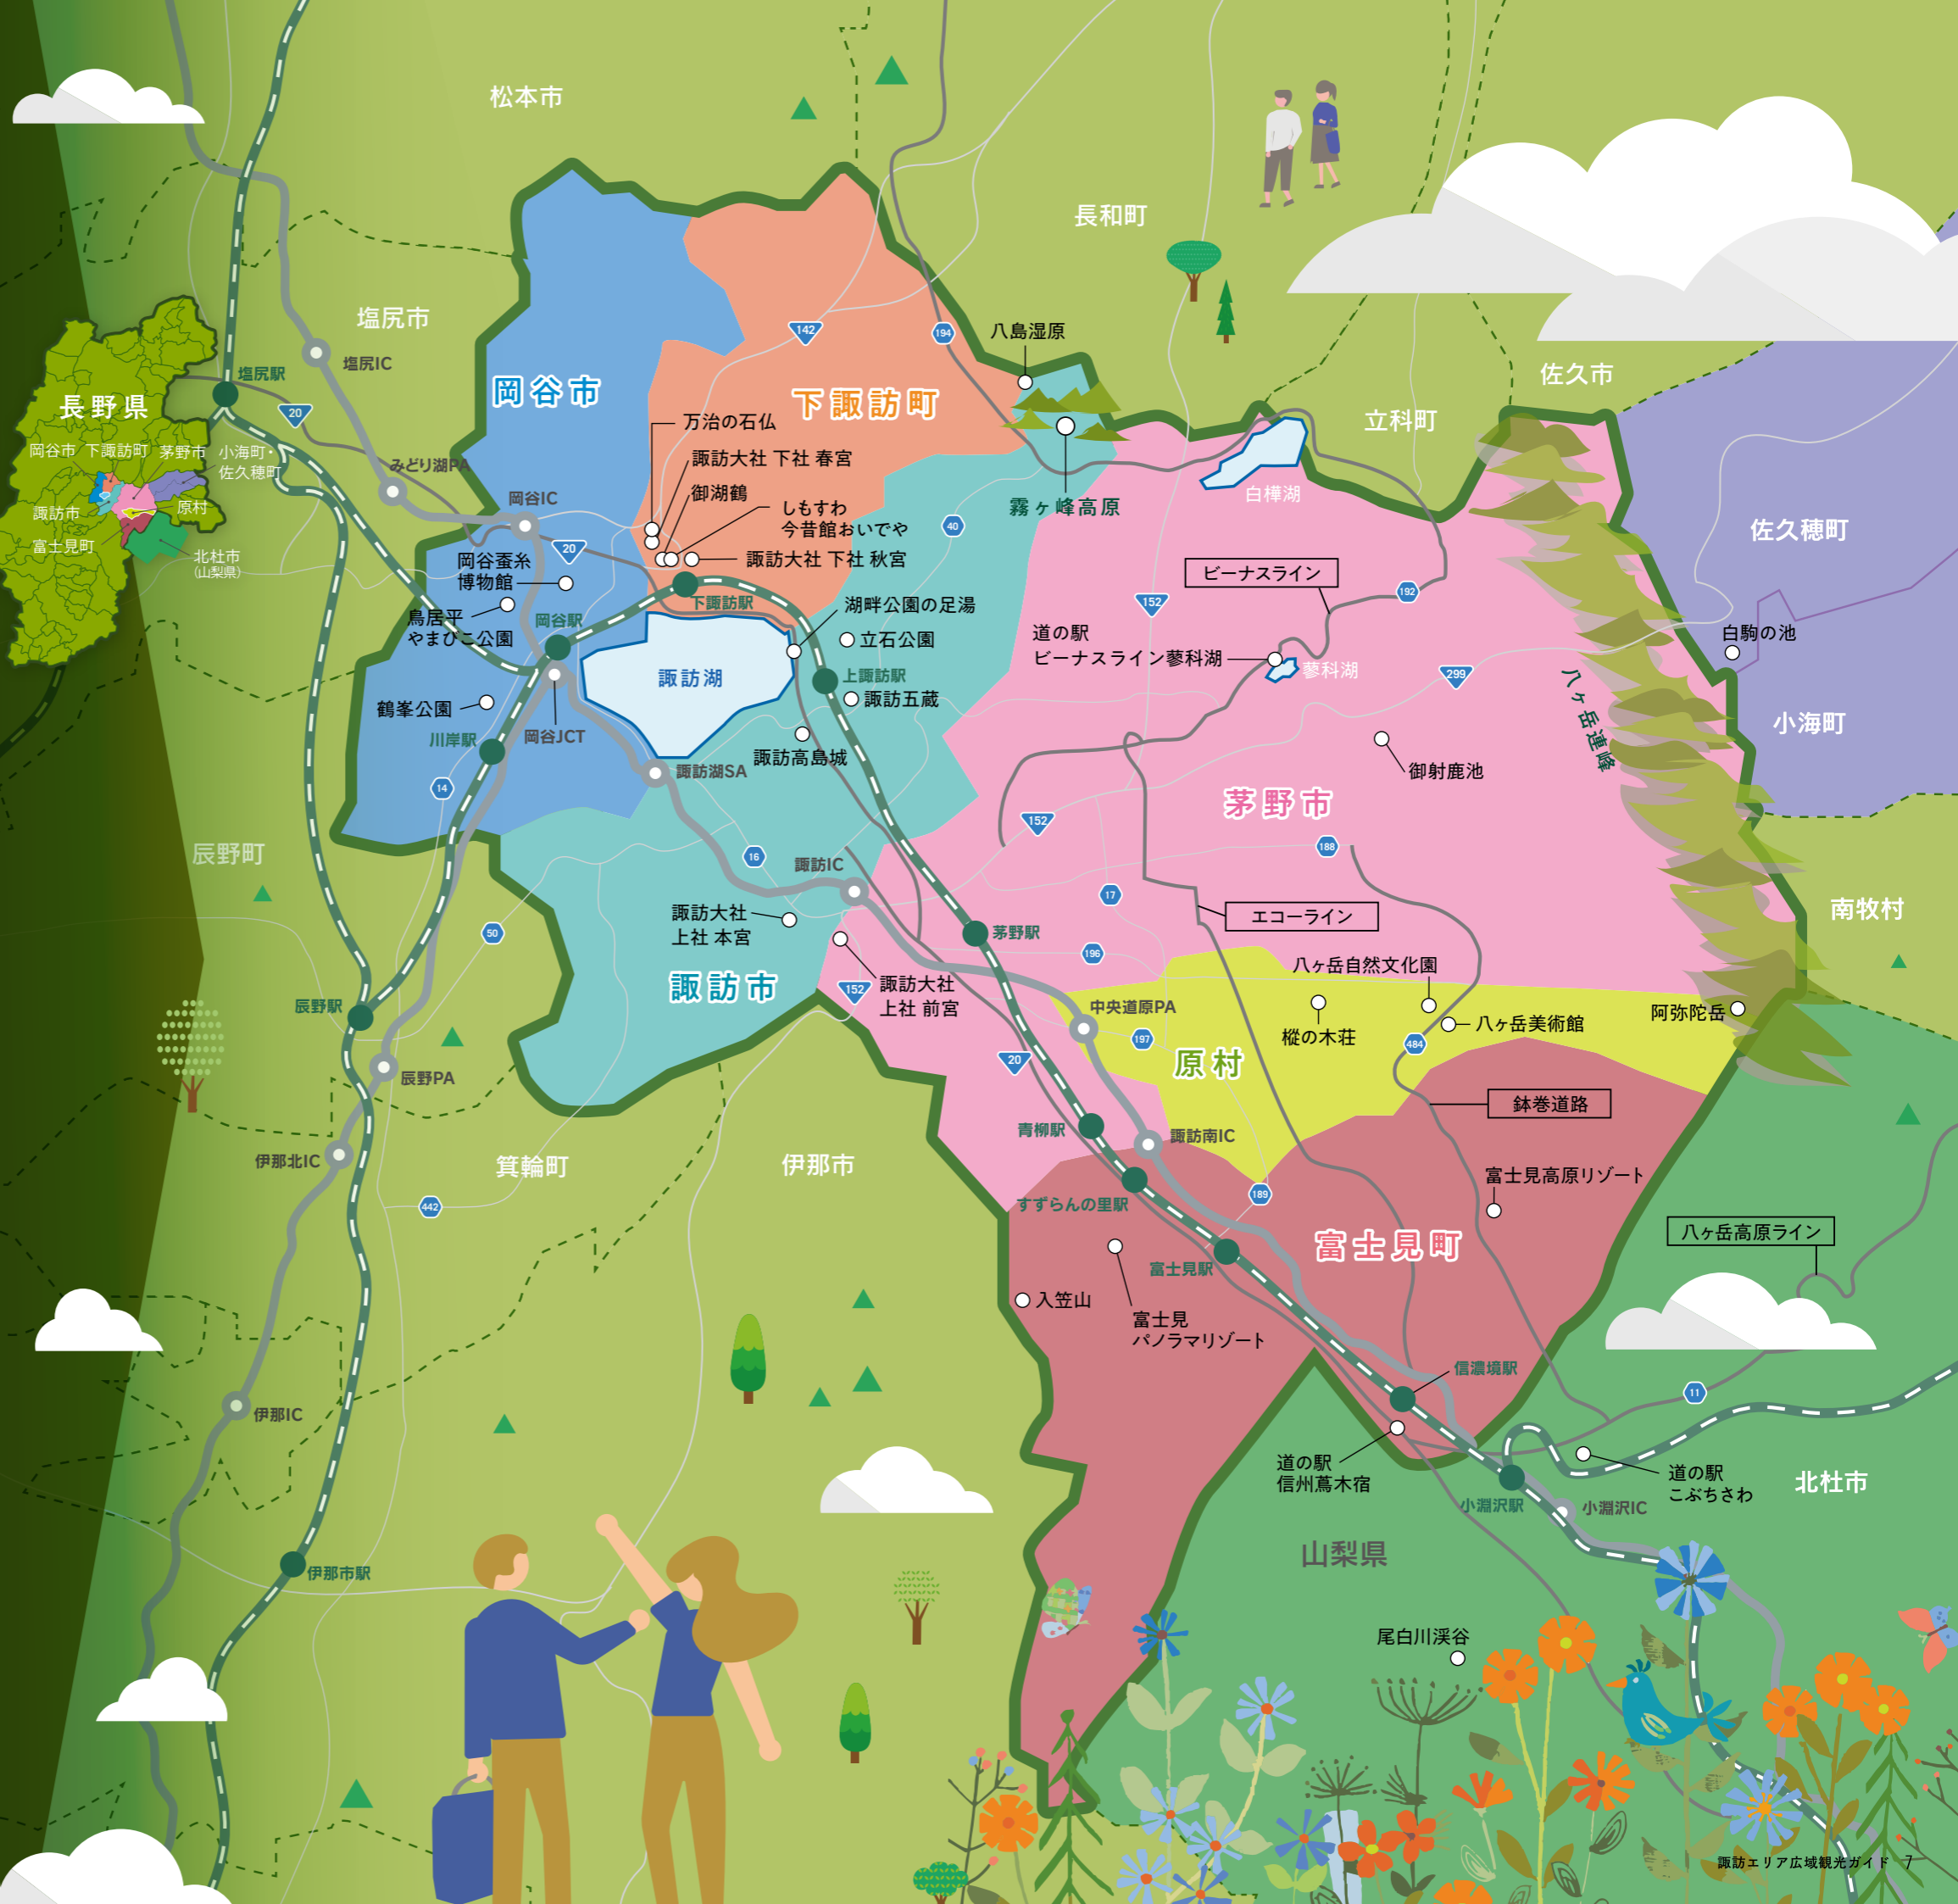 松本市
長和町
塩尻市
塩尻IC
塩尻駅
20
みどり湖PA
長野県
岡谷市
下諏訪町
茅野市
小海町・
佐久穂町
諏訪市
原村
富士見町
北杜市
(山梨県)
岡谷市
下諏訪町
142
194
八島湿原
佐久市
立科町
万治の石仏
諏訪大社 下社 春宮
御湖鶴
しもすわ
今昔館おいでや
諏訪大社 下社 秋宮
霧ヶ峰高原
白樺湖
佐久穂町
岡谷IC
20
40
岡谷蚕糸
博物館
鳥居平
やまびこ公園
岡谷駅
下諏訪駅
湖畔公園の足湯
立石公園
ビーナスライン
152
192
道の駅
ビーナスライン蓼科湖
蓼科湖
299
白駒の池
八ヶ岳連峰
小海町
諏訪湖
上諏訪駅
諏訪五蔵
鶴峯公園
川岸駅
岡谷JCT
諏訪湖SA
諏訪高島城
14
御射鹿池
茅野市
152
188
辰野町
16
諏訪IC
17
エコーライン
南牧村
諏訪大社
上社 本宮
50
茅野駅
196
諏訪市
152
諏訪大社
上社 前宮
八ヶ岳自然文化園
樅の木荘
八ヶ岳美術館
阿弥陀岳
辰野駅
中央道原PA
197
484
20
原村
辰野PA
鉢巻道路
青柳駅
諏訪南IC
伊那北IC
箕輪町
伊那市
442
すずらんの里駅
189
富士見高原リゾート
八ヶ岳高原ライン
富士見町
富士見駅
入笠山
富士見
パノラマリゾート
信濃境駅
11
伊那IC
道の駅
信州蔦木宿
道の駅
こぶちさわ
北杜市
小淵沢駅
小淵沢IC
山梨県
伊那市駅
尾白川渓谷
諏訪エリア広域観光ガイド 7